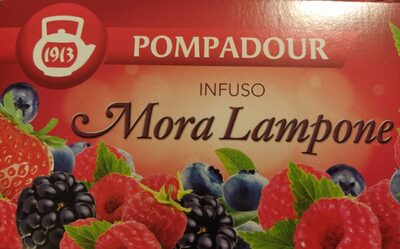 1913
POMPADOUR
INFUSO
Mora Lampone